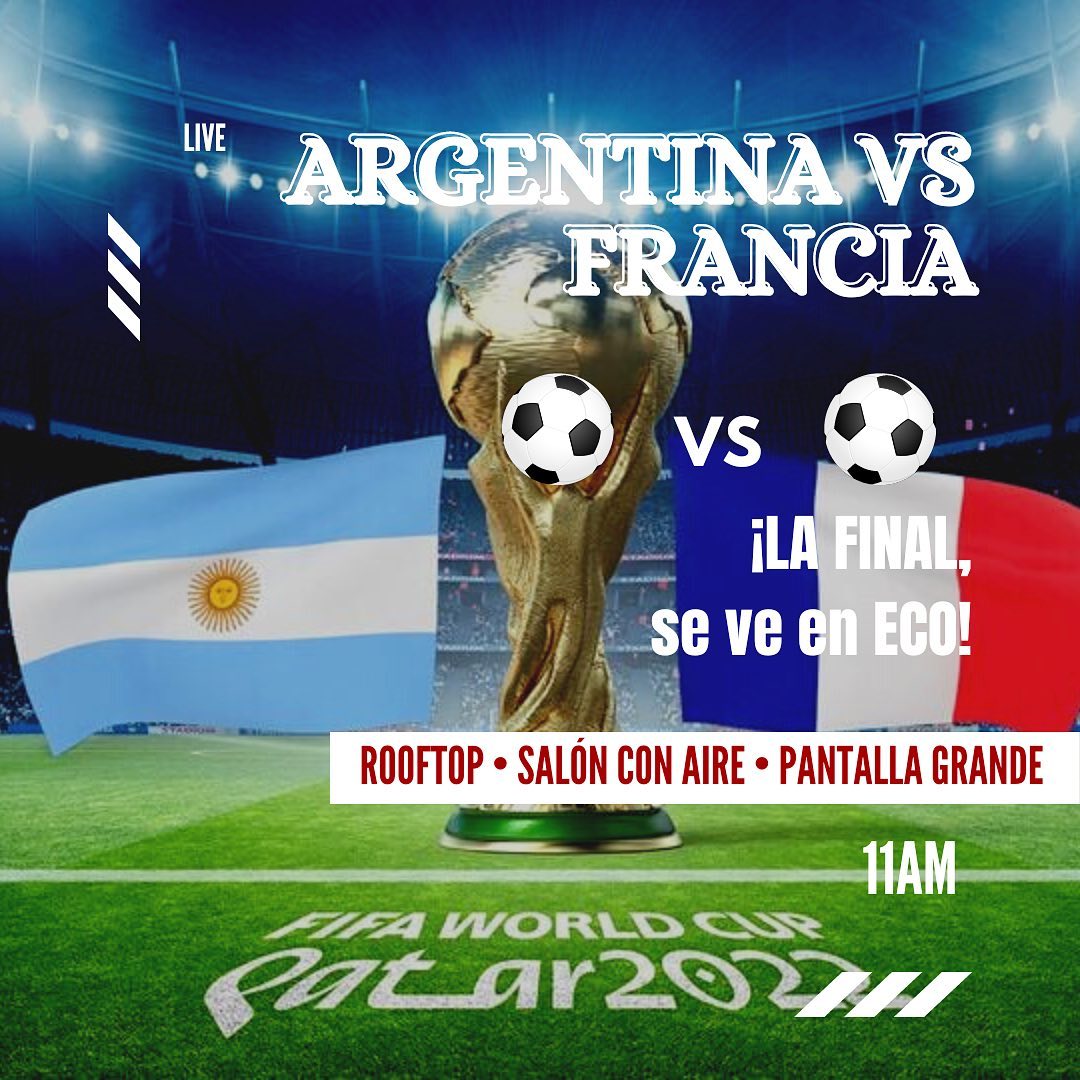 LIVE
ARGENTINA VS
FRANCIA
VS
¡LA FINAL,
se ve en ECO!
ROOFTOP • SALÓN CON AIRE • PANTALLA GRANDE
11AM
FIFA WORLD CUP
Qatar2022